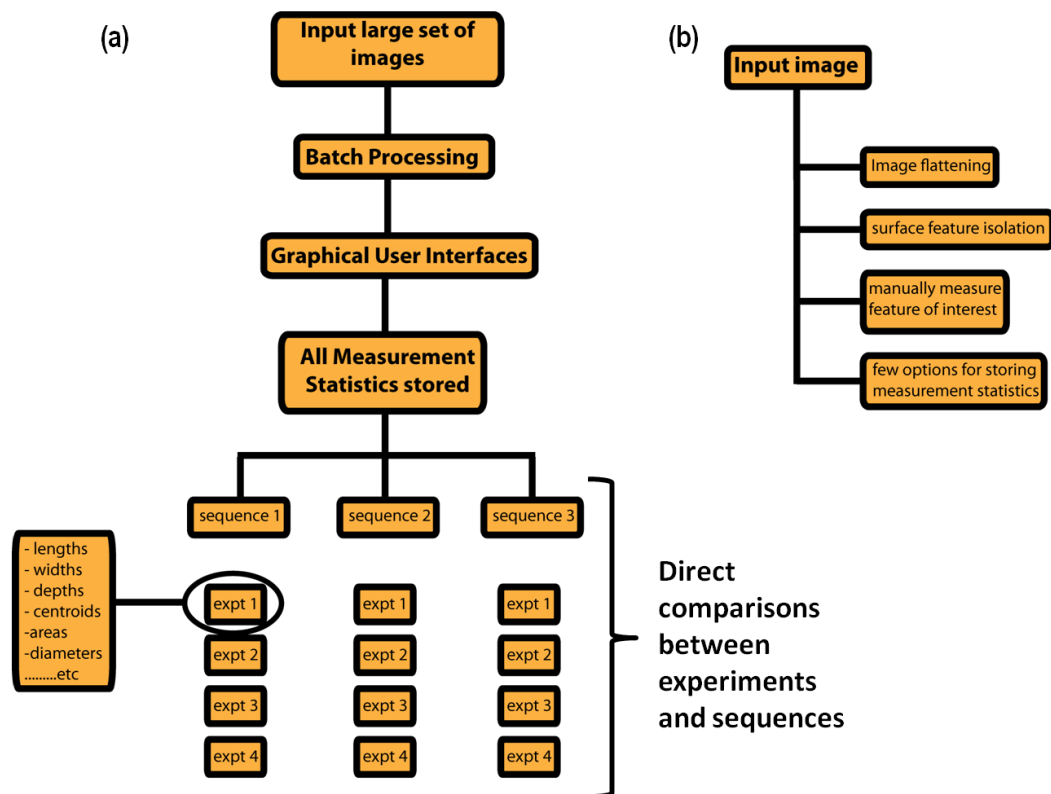 (a)
Input large set of
images
Batch Processing
Graphical User Interfaces
All Measurement
Statistics stored
sequence 1
sequence 2
sequence 3
- lengths
- widths
- depths
- centroids
-areas
-diameters
.........etc
expt 1
expt 2
expt 3
expt 4
expt 1
expt 2
expt 3
expt 4
expt 1
expt 2
expt 3
expt 4
Direct
comparisons
between
experiments
and sequences
(b)
Input image
Image flattening
surface feature isolation
manually measure
feature of interest
few options for storing
measurement statistics